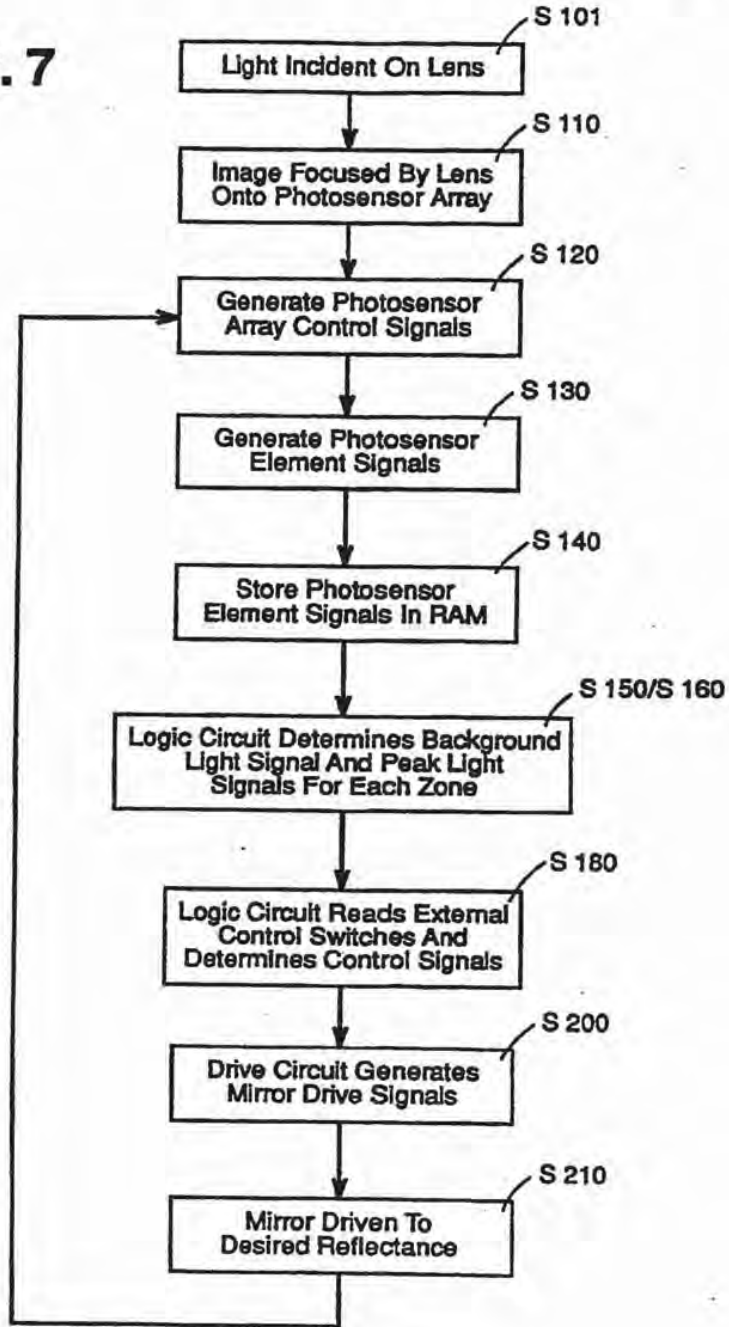 . 7
S 101
Light Incident On Lens
S 110
Image Focused By Lens
Onto Photosensor Array
S 120
Generate Photosensor
Array Control Signals
S 130
Generate Photosensor
Element Signals
S 140
Store Photosensor
Element Signals In RAM
S 150/S 160
Logic Circuit Determines Background
Light Signal And Peak Light
Signals For Each Zone
S 180
Logic Circuit Reads External
Control Switches And
Determines Control Signals
S 200
Drive Circuit Generates
Mirror Drive Signals
S 210
Mirror Driven To
Desired Reflectance